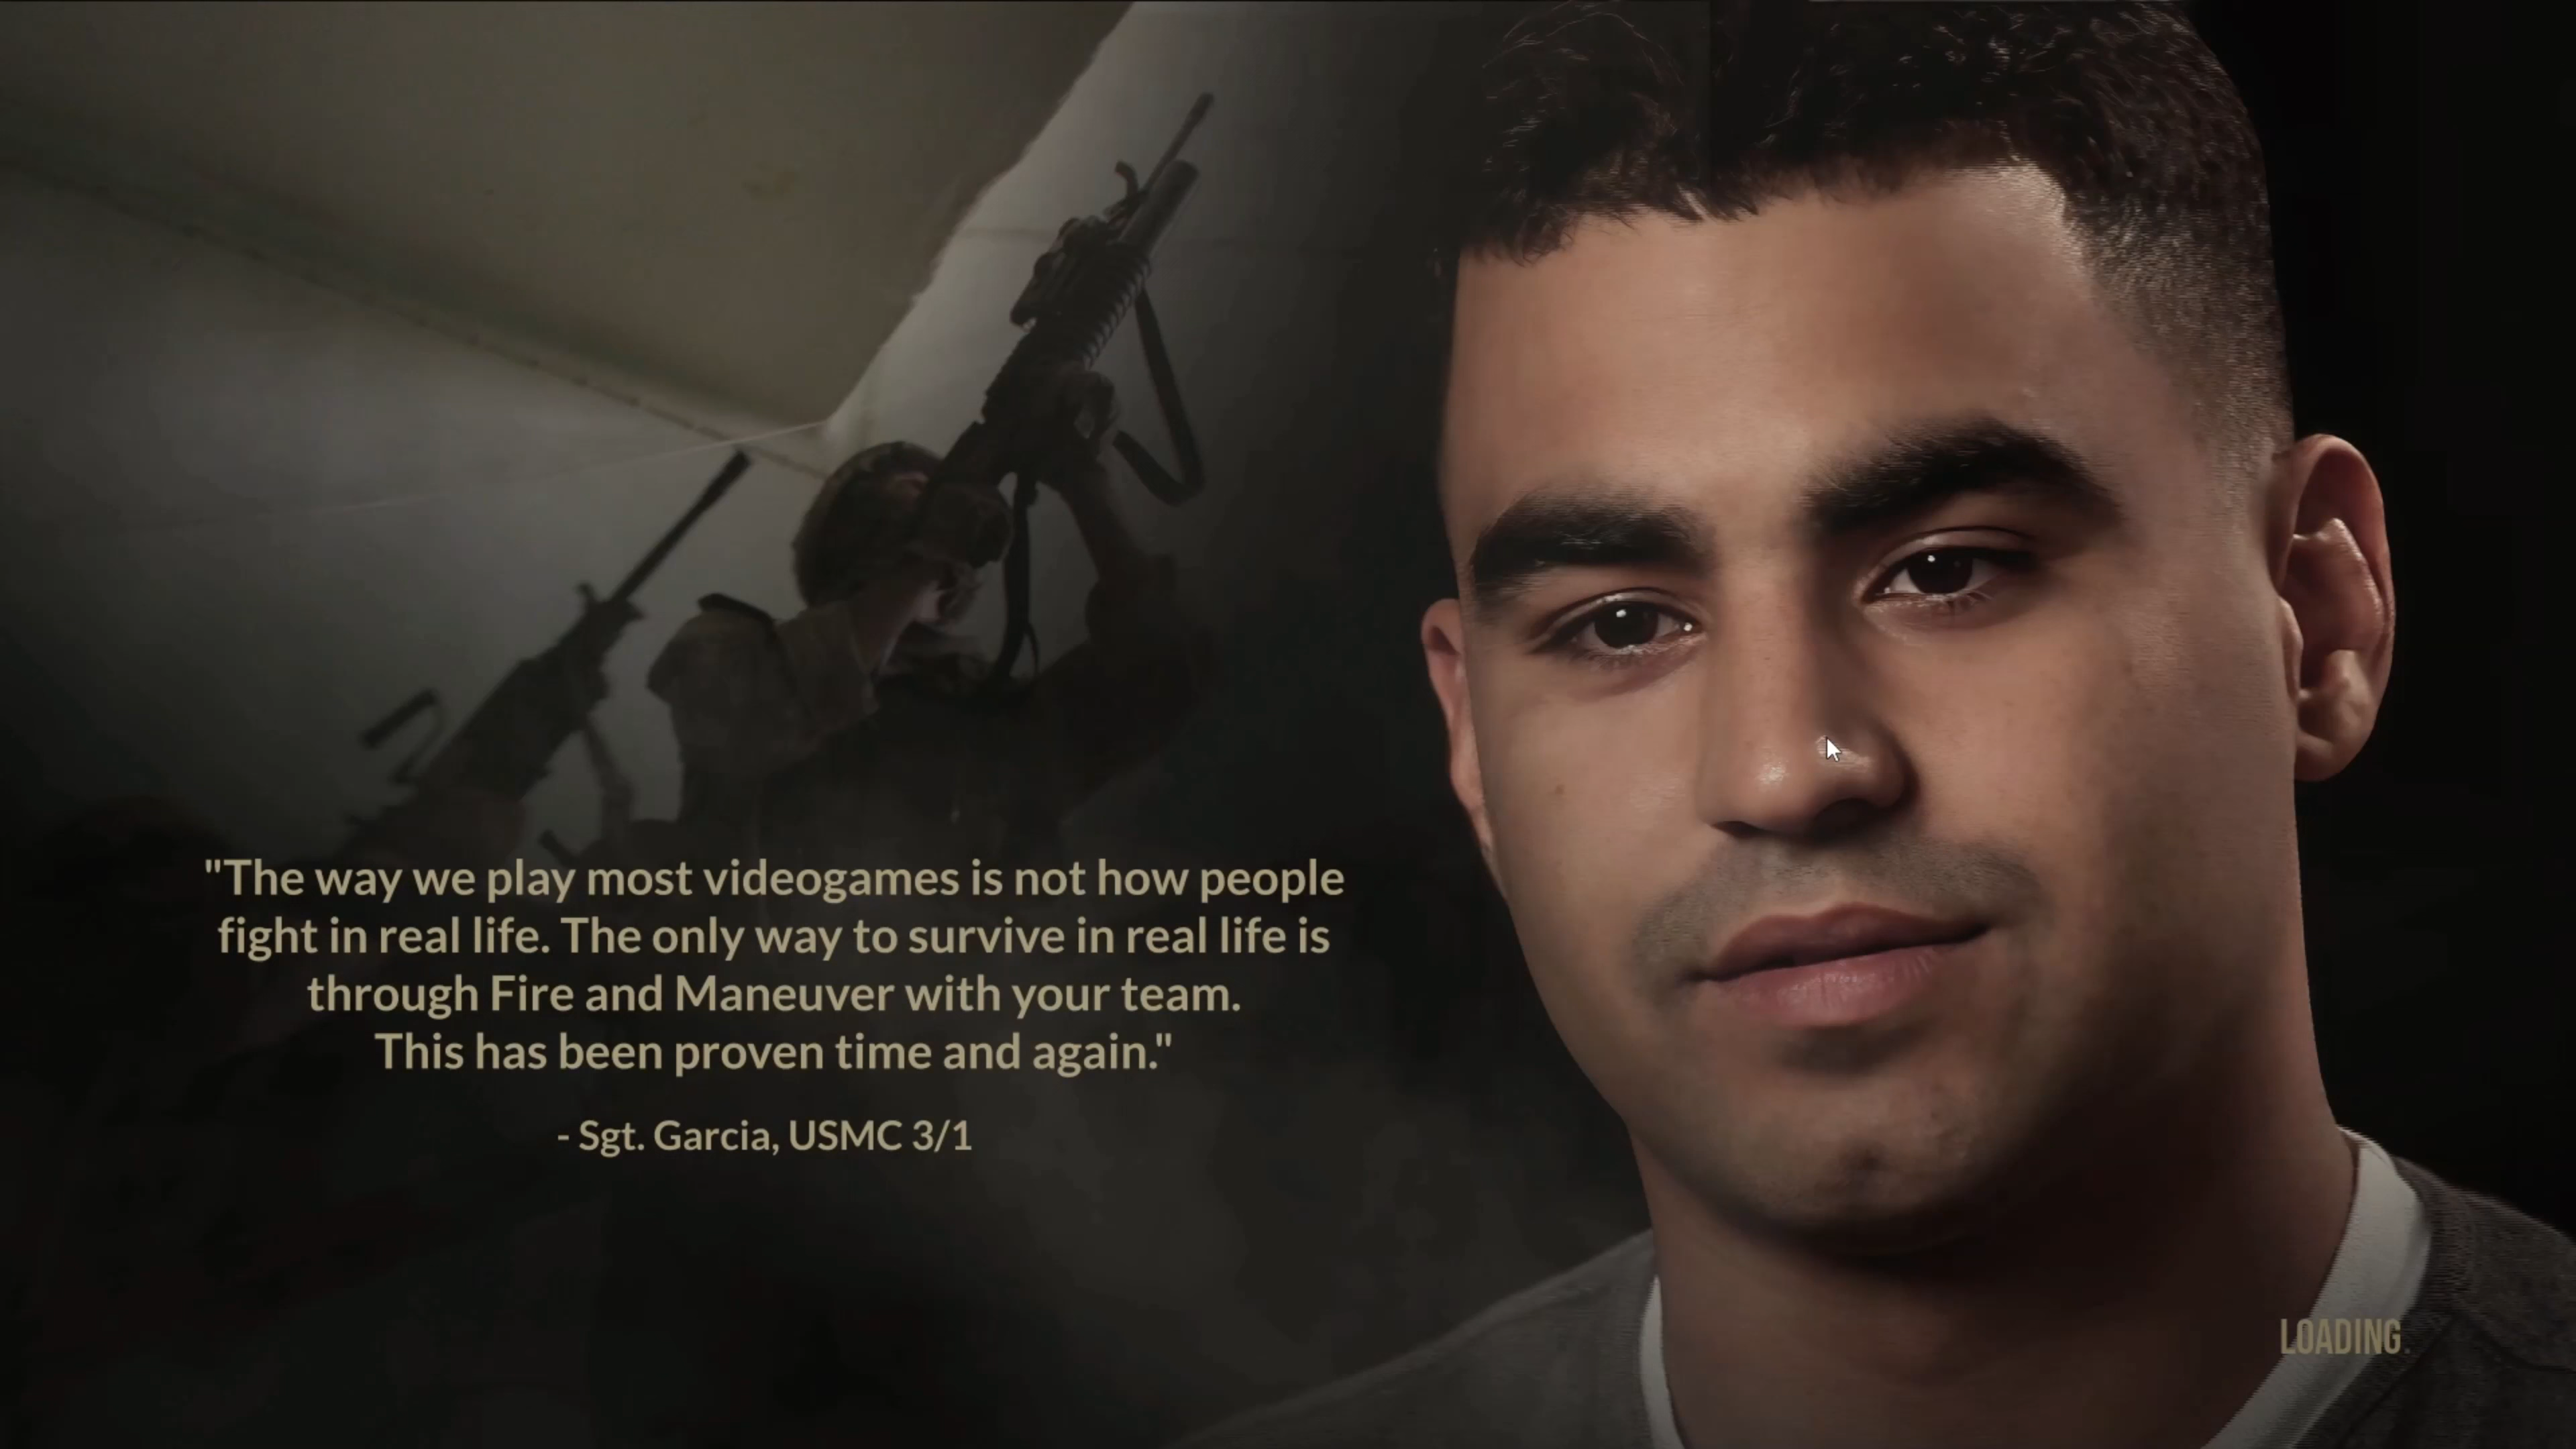 "The way we play most videogames is not how people
fight in real life. The only way to survive in real life is
through Fire and Maneuver with your team.
This has been proven time and again."
- Sgt. Garcia, USMC 3/1
LOADING.